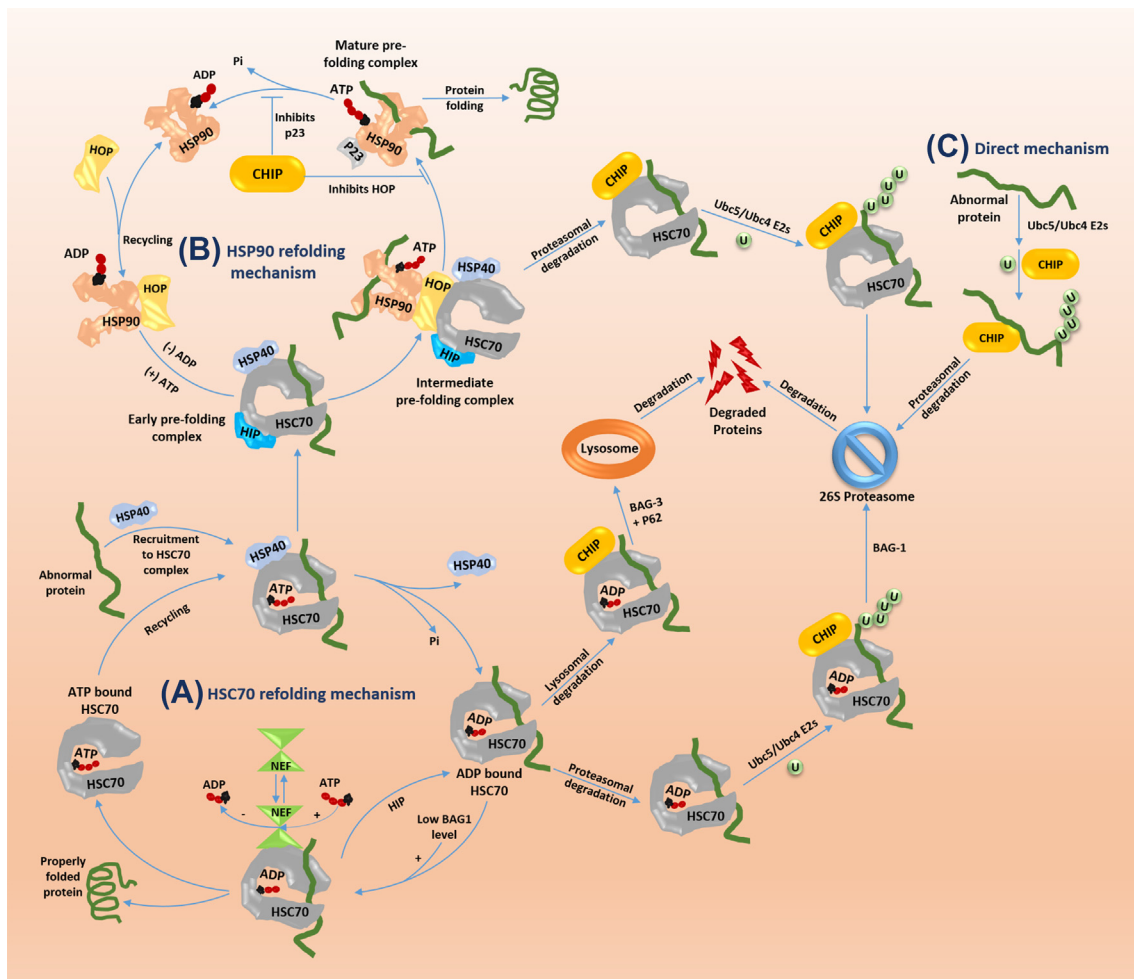 Mature pre-
folding complex
Pi
ADP
ATP
Protein
folding
HSP90
Inhibits
p23
HSP90
P23
HOP
CHIP
Inhibits HOP
Recycling
(B) HSP90 refolding
mechanism
ADP
ATP
HSP40
HOP
HOP
HSP90
HSP90
HSC70
HIP
(-) ADP
(+) ATP
HSP40
Intermediate
pre-folding complex
Early pre-folding
complex
HSC70
HIP
CHIP
HSC70
Proteasomal
degradation
Ubc5/Ubc4 E2s
U
CHIP
U
U
U
U
HSC70
(C) Direct mechanism
Abnormal
protein
Ubc5/Ubc4 E2s
U
CHIP
CHIP
U
U
U
U
Proteasomal
degradation
Degradation
Degraded
Proteins
Degradation
Lysosome
26S Proteasome
BAG-3
+ P62
BAG-1
HSP40
Recruitment
to HSC70
complex
Abnormal
protein
HSP40
ATP
HSC70
HSP40
Pi
Recycling
CHIP
ADP
HSC70
Lysosomal
degradation
CHIP
U
U
U
U
ADP
HSC70
(A) HSC70 refolding mechanism
ATP bound
HSC70
ATP
HSC70
ADP
HSC70
ADP bound
HSC70
Proteasomal
degradation
ADP
HSC70
Ubc5/Ubc4 E2s
U
NEF
ADP
ATP
NEF
-
+
HIP
Low BAG1
level
+
Properly
folded
protein
ADP
HSC70